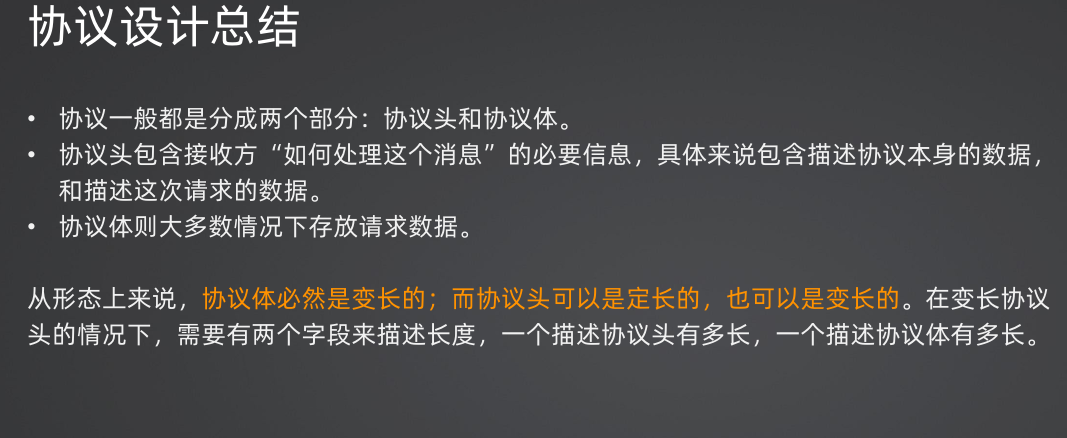 协议设计总结
• 协议一般都是分成两个部分：协议头和协议体。
• 协议头包含接收方“如何处理这个消息”的必要信息，具体来说包含描述协议本身的数据，
和描述这次请求的数据。
• 协议体则大多数情况下存放请求数据。
从形态上来说，协议体必然是变长的；而协议头可以是定长的，也可以是变长的。在变长协议
头的情况下，需要有两个字段来描述长度，一个描述协议头有多长，一个描述协议体有多长。